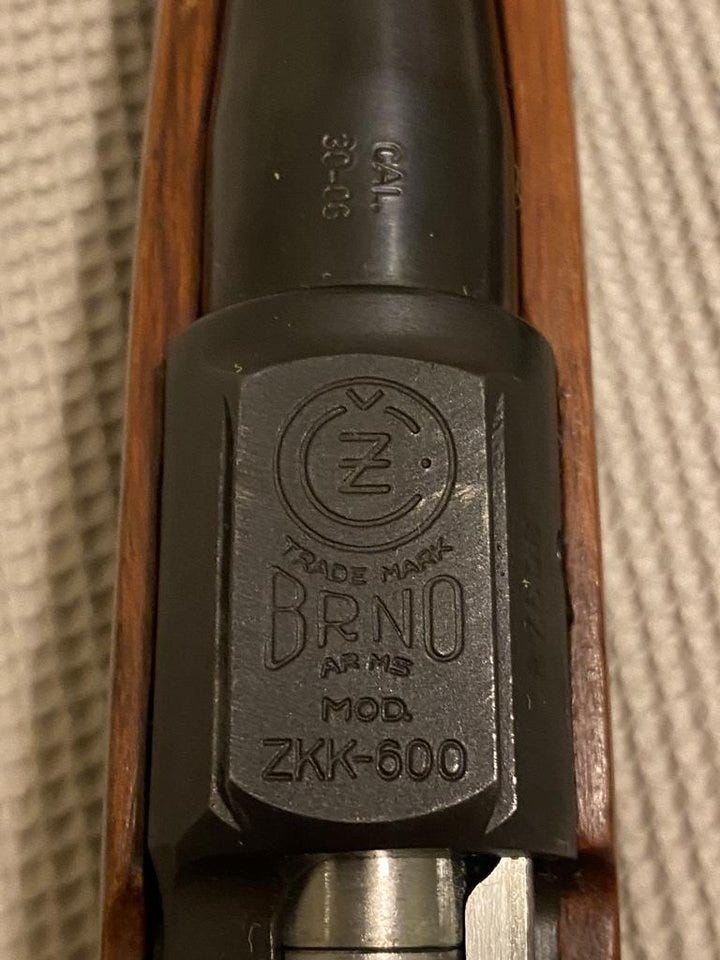 CAL.
30-06
TRADE MARK
BRNO
ARMS
MOD.
ZKK-600